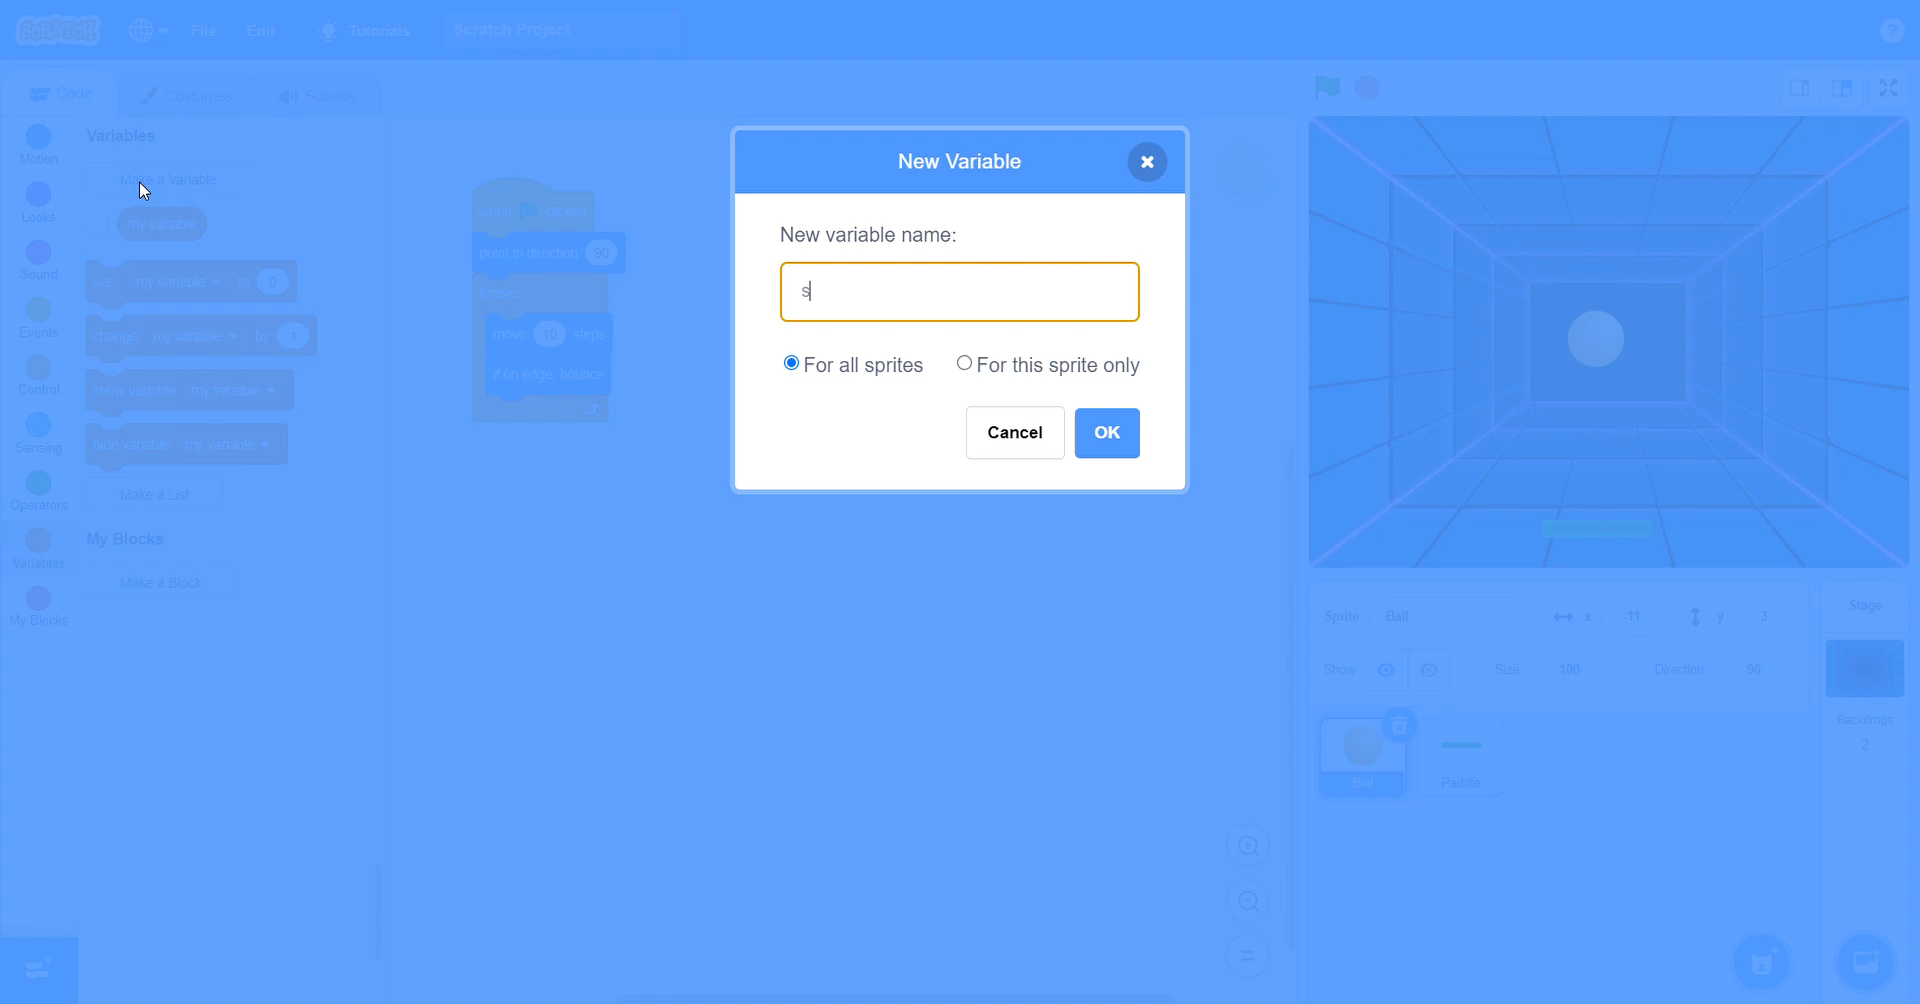 SCRATCH
File
Edit
Tutorials
Scratch Project
?
Code
Costumes
Sounds
Motion
Looks
Sound
Events
Control
Sensing
Operators
Variables
My Blocks
Variables
Make a Variable
my variable
set my variable to 0
change my variable by 1
show variable my variable
hide variable my variable
Make a List
My Blocks
Make a Block
when clicked
point in direction 90
forever
move 10 steps
if on edge, bounce
New Variable
New variable name:
s
For all sprites
For this sprite only
Cancel
OK
Sprite Ball x -11 y 3
Show Size 100 Direction 90
Ball
Paddle
Stage
Backdrops
2